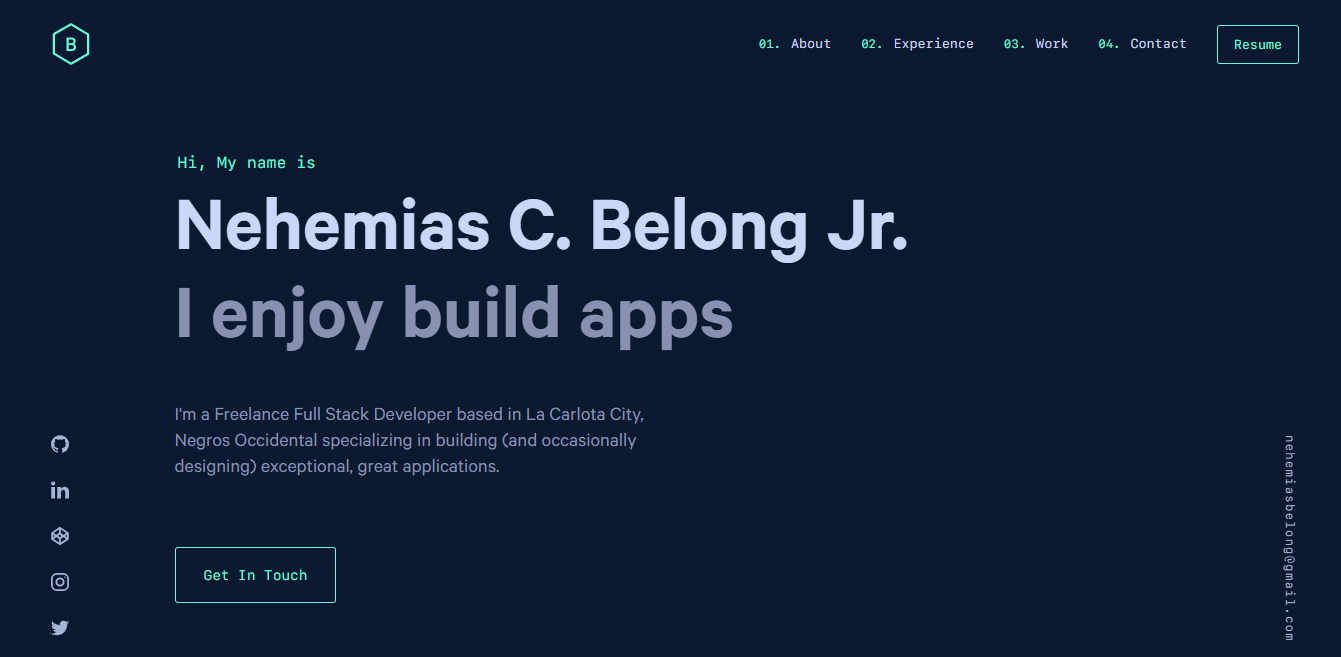 B
01. About 02. Experience 03. Work 04. Contact Resume
Hi, My name is
Nehemias C. Belong Jr.
I enjoy build apps
I'm a Freelance Full Stack Developer based in La Carlota City,
Negros Occidental specializing in building (and occasionally
designing) exceptional, great applications.
Get In Touch
nehemiasbelong@gmail.com